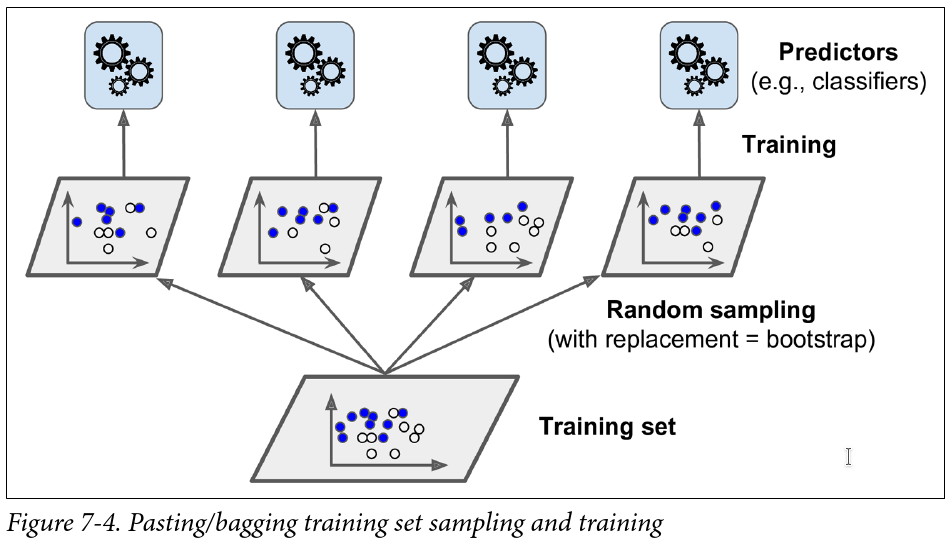 Predictors
(e.g., classifiers)
Training
Random sampling
(with replacement = bootstrap)
Training set
Figure 7-4. Pasting/bagging training set sampling and training